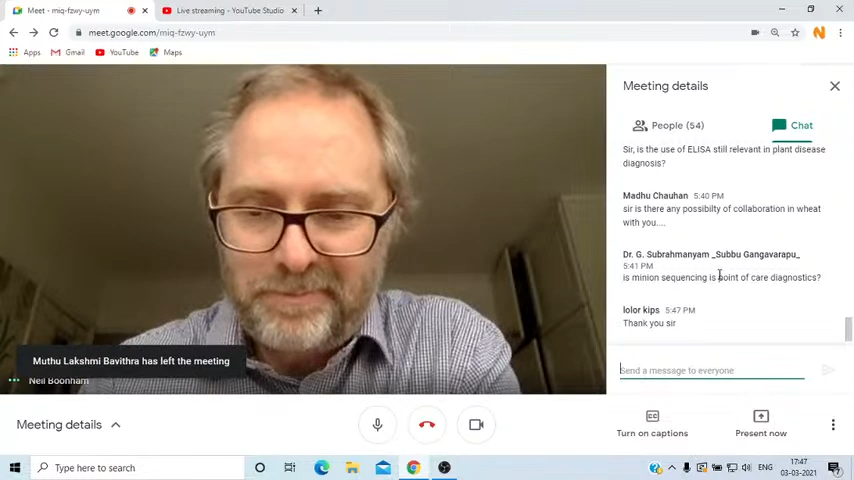 Meet - miq-fzwy-uym
Live streaming - YouTube Studio
meet.google.com/miq-fzwy-uym
Apps
Gmail
YouTube
Maps
Meeting details
People (54)
Chat
Sir, is the use of ELISA still relevant in plant disease
diagnosis?
Madhu Chauhan 5:40 PM
sir is there any possibilty of collaboration in wheat
with you....
Dr. G. Subrahmanyam _Subbu Gangavarapu_
5:41 PM
is minion sequencing is point of care diagnostics?
lolor kips 5:47 PM
Thank you sir
Muthu Lakshmi Bavithra has left the meeting
Neil Boonham
Send a message to everyone
Meeting details
Turn on captions
Present now
Type here to search
ENG
17:47
03-03-2021